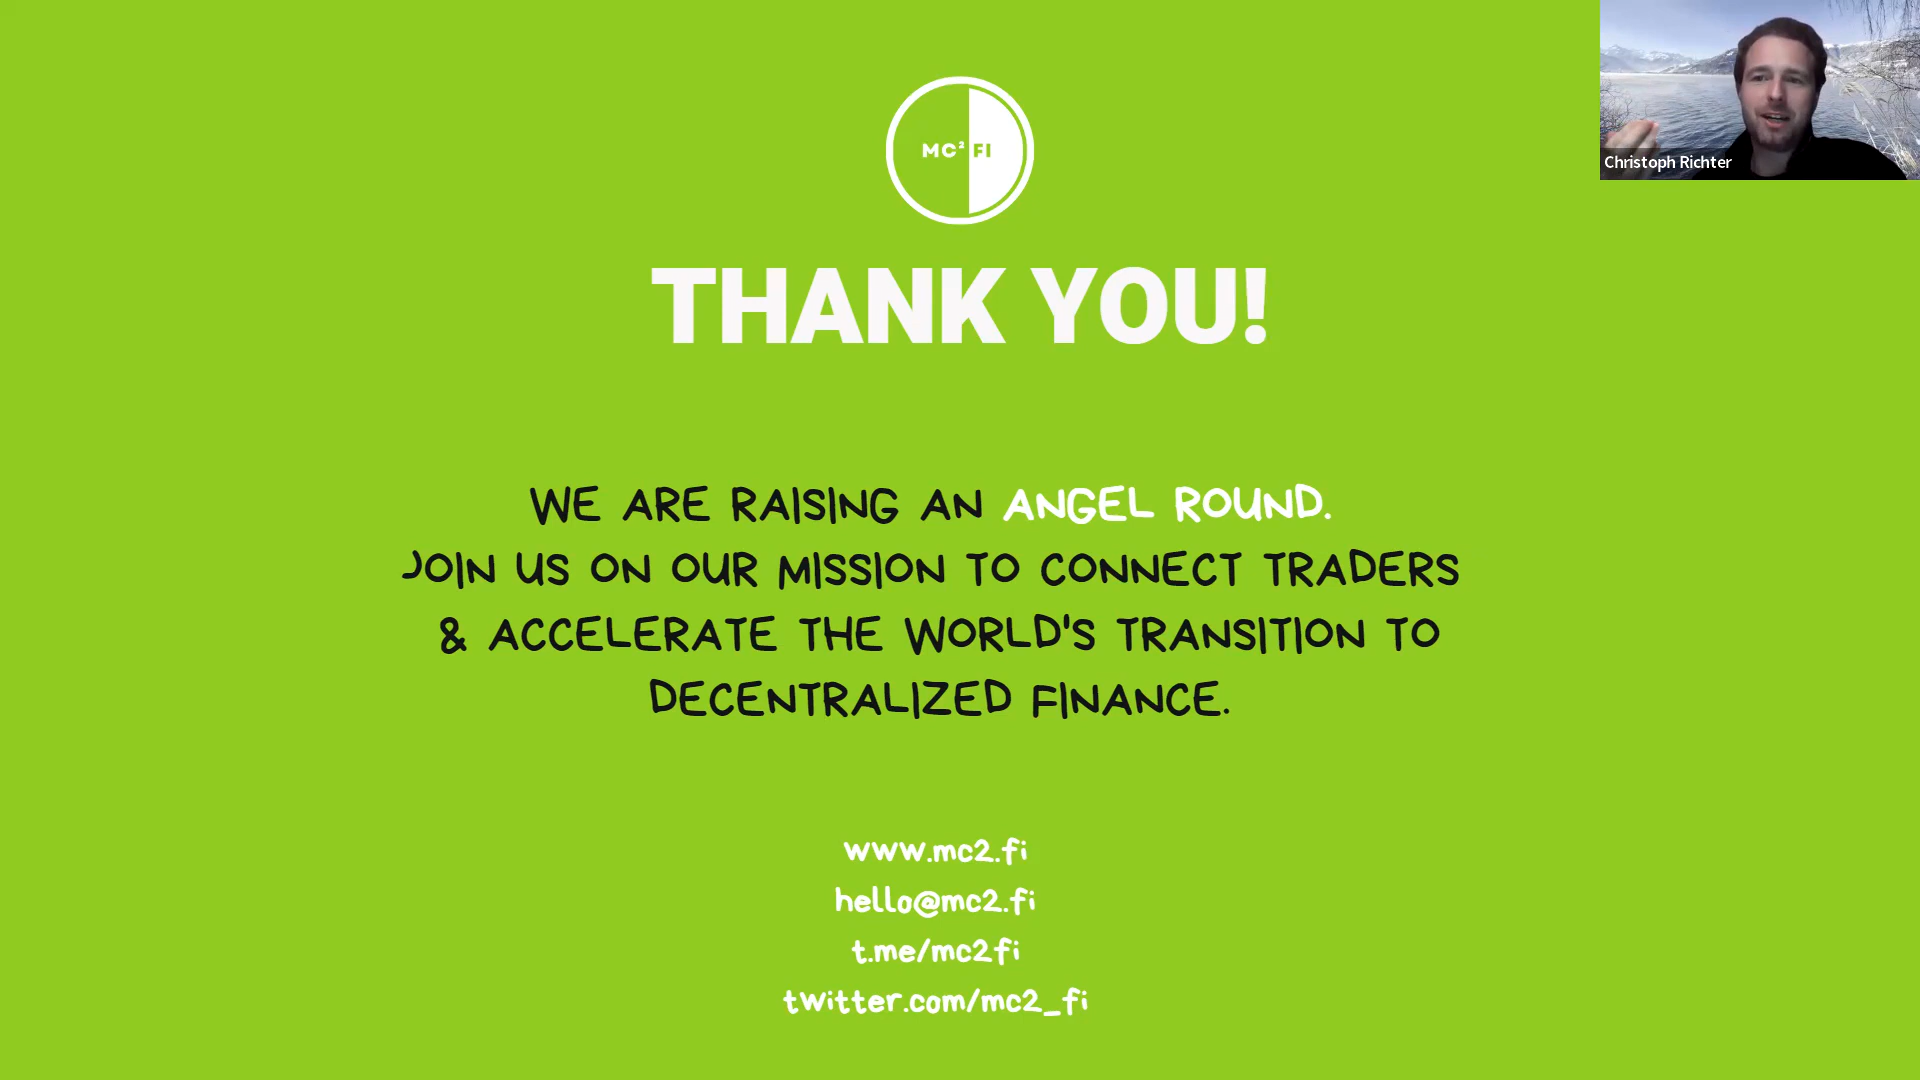 MC² FI
Christoph Richter
THANK YOU!
WE ARE RAISING AN ANGEL ROUND.
JOIN US ON OUR MISSION TO CONNECT TRADERS
& ACCELERATE THE WORLD'S TRANSITION TO
DECENTRALIZED FINANCE.
www.mc2.fi
hello@mc2.fi
t.me/mc2fi
twitter.com/mc2_fi